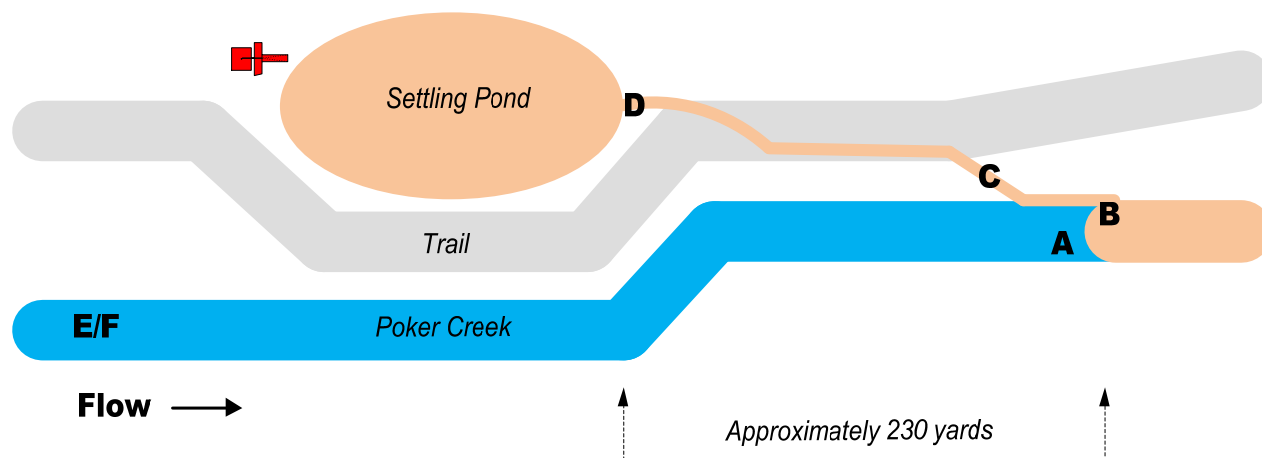 Settling Pond
D
C
B
A
Trail
E/F
Poker Creek
Flow
Approximately 230 yards